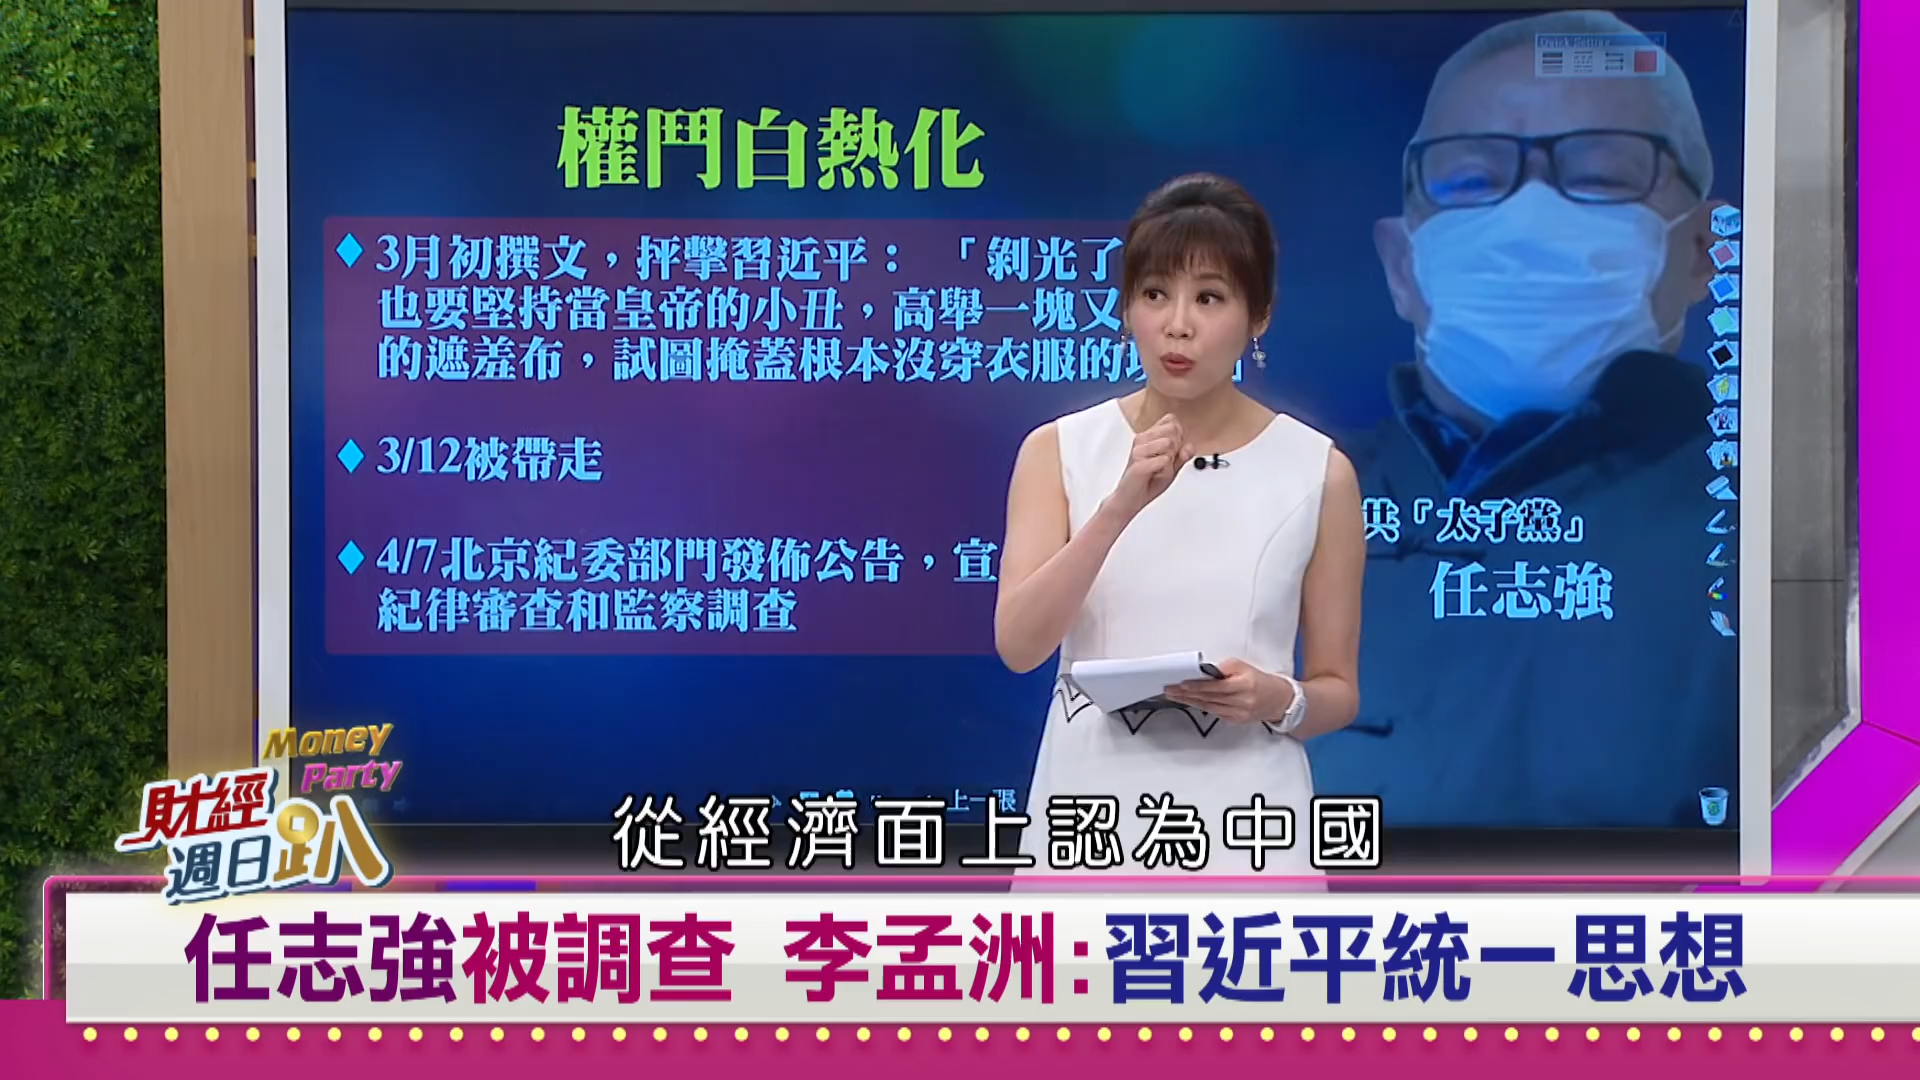 權鬥白熱化
3月初撰文，抨擊習近平：「剝光了
也要堅持當皇帝的小丑，高舉一塊又
的遮羞布，試圖掩蓋根本沒穿衣服的
3/12被帶走
4/7北京紀委部門發佈公告，宣
紀律審查和監察調查
共「太子黨」
任志強
上一張
Money
Party
財經
週日趴
從經濟面上認為中國
任志強被調查 李孟洲:習近平統一思想